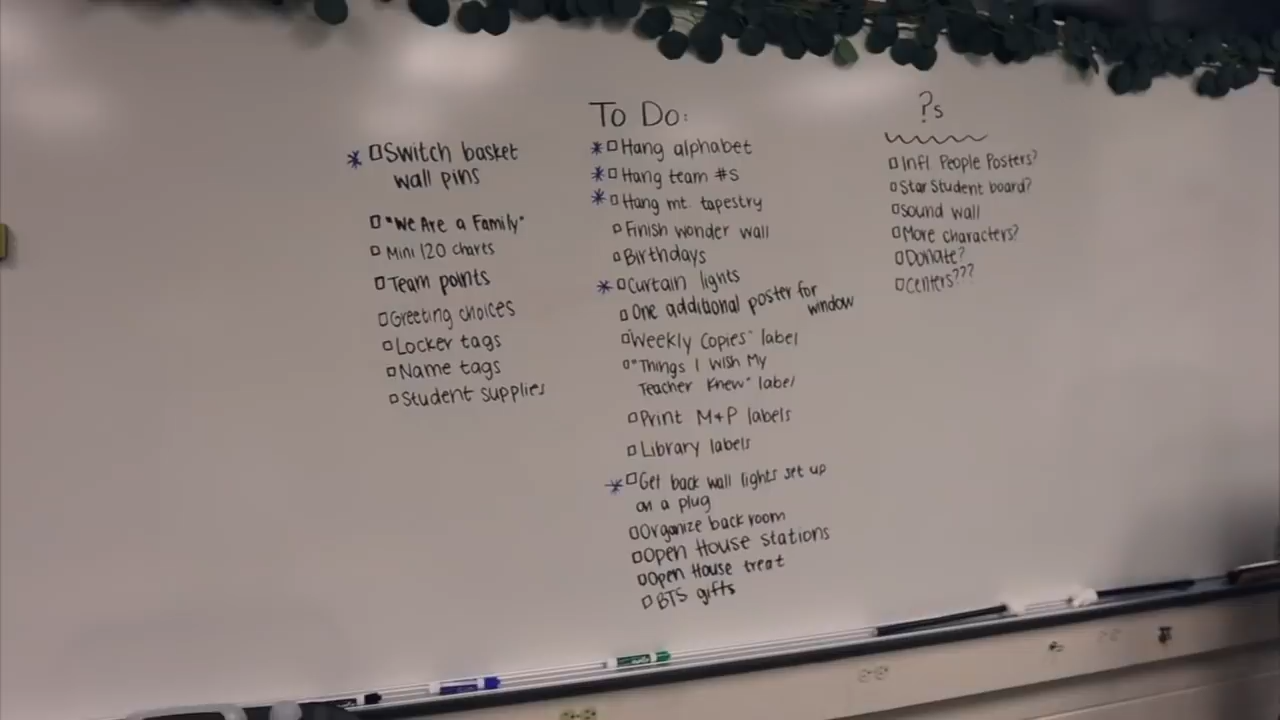 To Do:
* □ Switch basket
wall pins
□ "We Are a Family"
□ Mini 120 charts
□ Team points
□ Greeting choices
□ Locker tags
□ Name tags
□ Student supplies
* □ Hang alphabet
* □ Hang team #s
* □ Hang mt. tapestry
□ Finish wonder wall
□ Birthdays
* □ Curtain lights
□ One additional poster for
window
□ "Weekly Copies" label
□ "Things I Wish My
Teacher Knew" label
□ Print M+P labels
□ Library labels
* □ Get back wall lights set up
on a plug
□ Organize back room
□ Open House stations
□ Open House treat
□ BTS gifts
?s
□ Infl. People Posters?
□ Star Student board?
□ Sound wall
□ More characters?
□ Donate?
□ Centers???